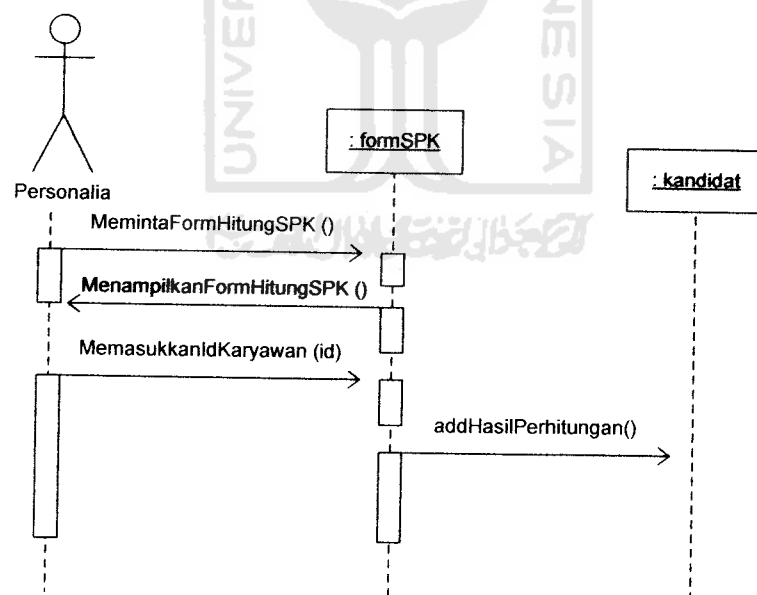 : formSPK
: kandidat
Personalia
MemintaFormHitungSPK ()
MenampilkanFormHitungSPK ()
MemasukkanIdKaryawan (id)
addHasilPerhitungan()